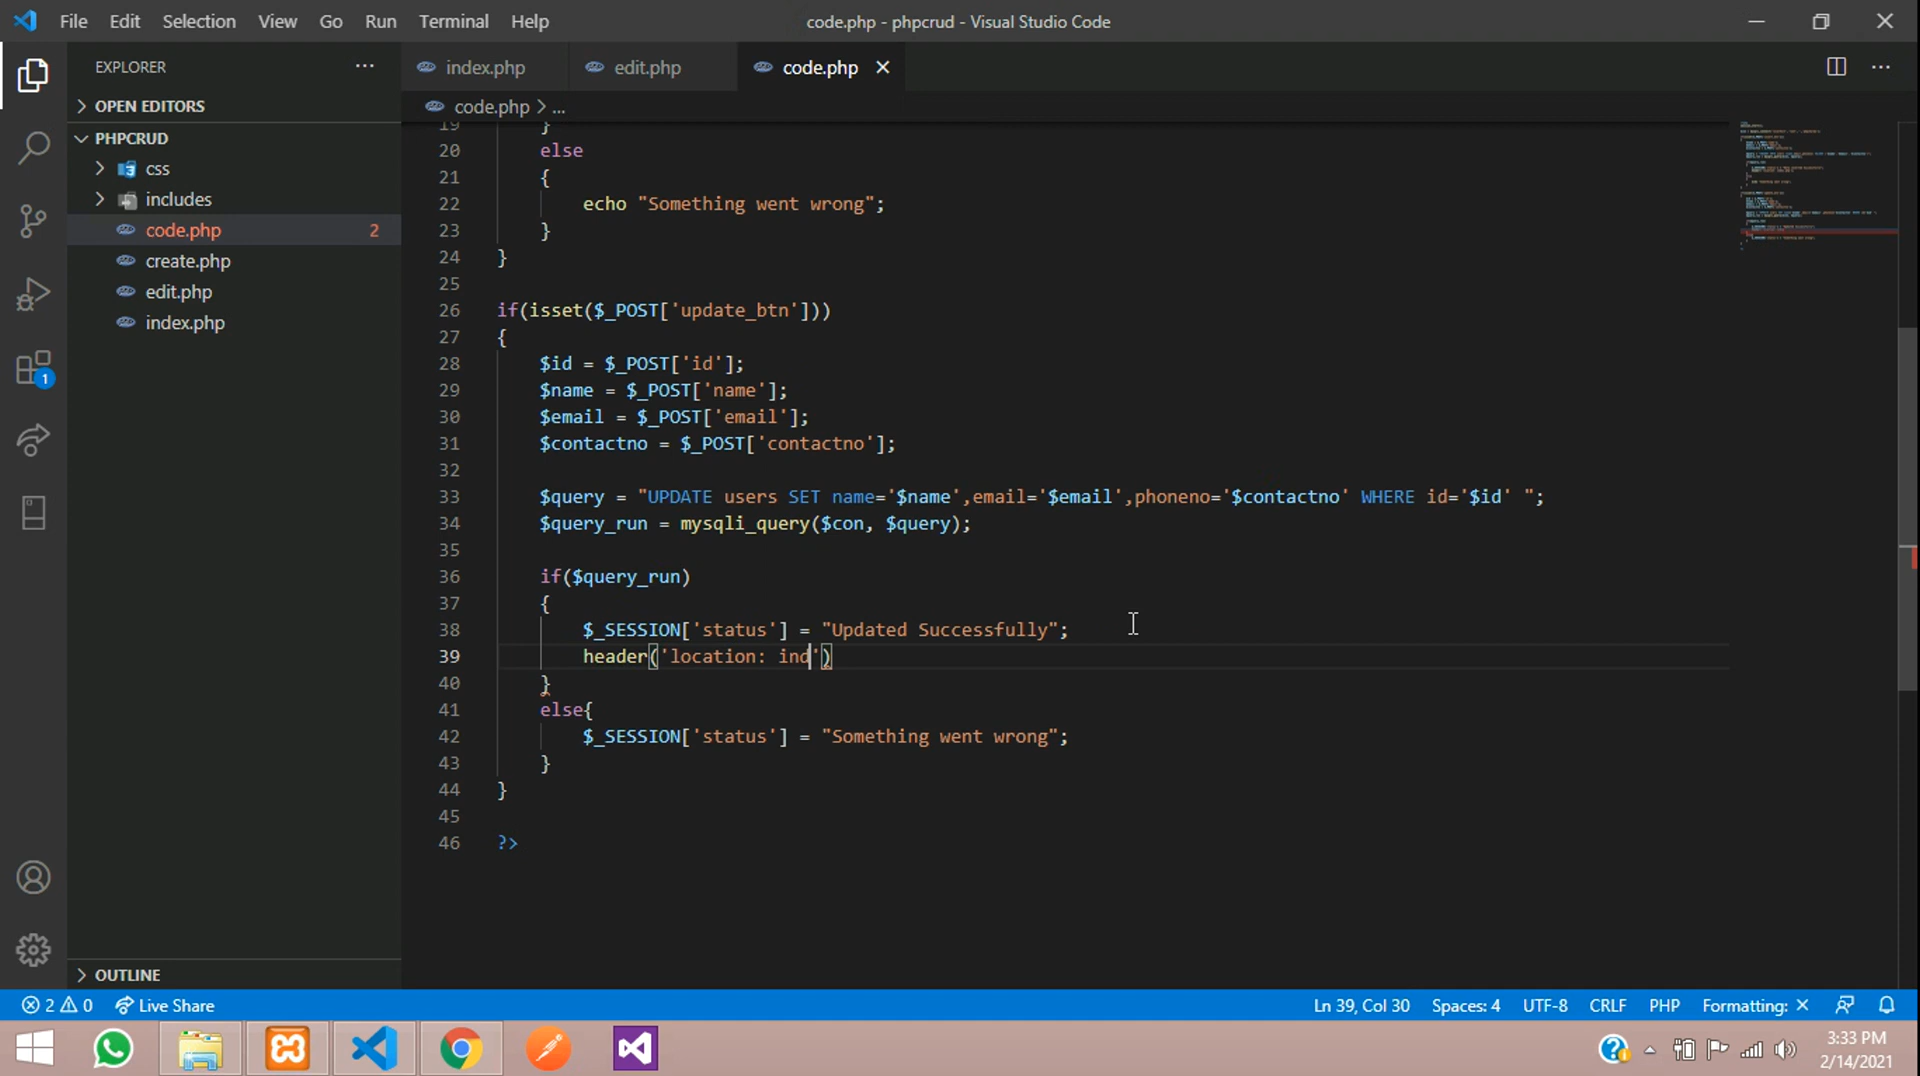 File Edit Selection View Go Run Terminal Help
code.php - phpcrud - Visual Studio Code
EXPLORER
index.php
edit.php
code.php
OPEN EDITORS
code.php > ...
PHPCRUD
css
includes
code.php 2
create.php
edit.php
index.php
19 }
20 else
21 {
22 echo "Something went wrong";
23 }
24 }
25
26 if(isset($_POST['update_btn']))
27 {
28 $id = $_POST['id'];
29 $name = $_POST['name'];
30 $email = $_POST['email'];
31 $contactno = $_POST['contactno'];
32
33 $query = "UPDATE users SET name='$name',email='$email',phoneno='$contactno' WHERE id='$id' ";
34 $query_run = mysqli_query($con, $query);
35
36 if($query_run)
37 {
38 $_SESSION['status'] = "Updated Successfully";
39 header('location: ind')
40 }
41 else{
42 $_SESSION['status'] = "Something went wrong";
43 }
44 }
45
46 ?>
1
OUTLINE
2 0 Live Share
Ln 39, Col 30 Spaces: 4 UTF-8 CRLF PHP Formatting: ×
3:33 PM
2/14/2021